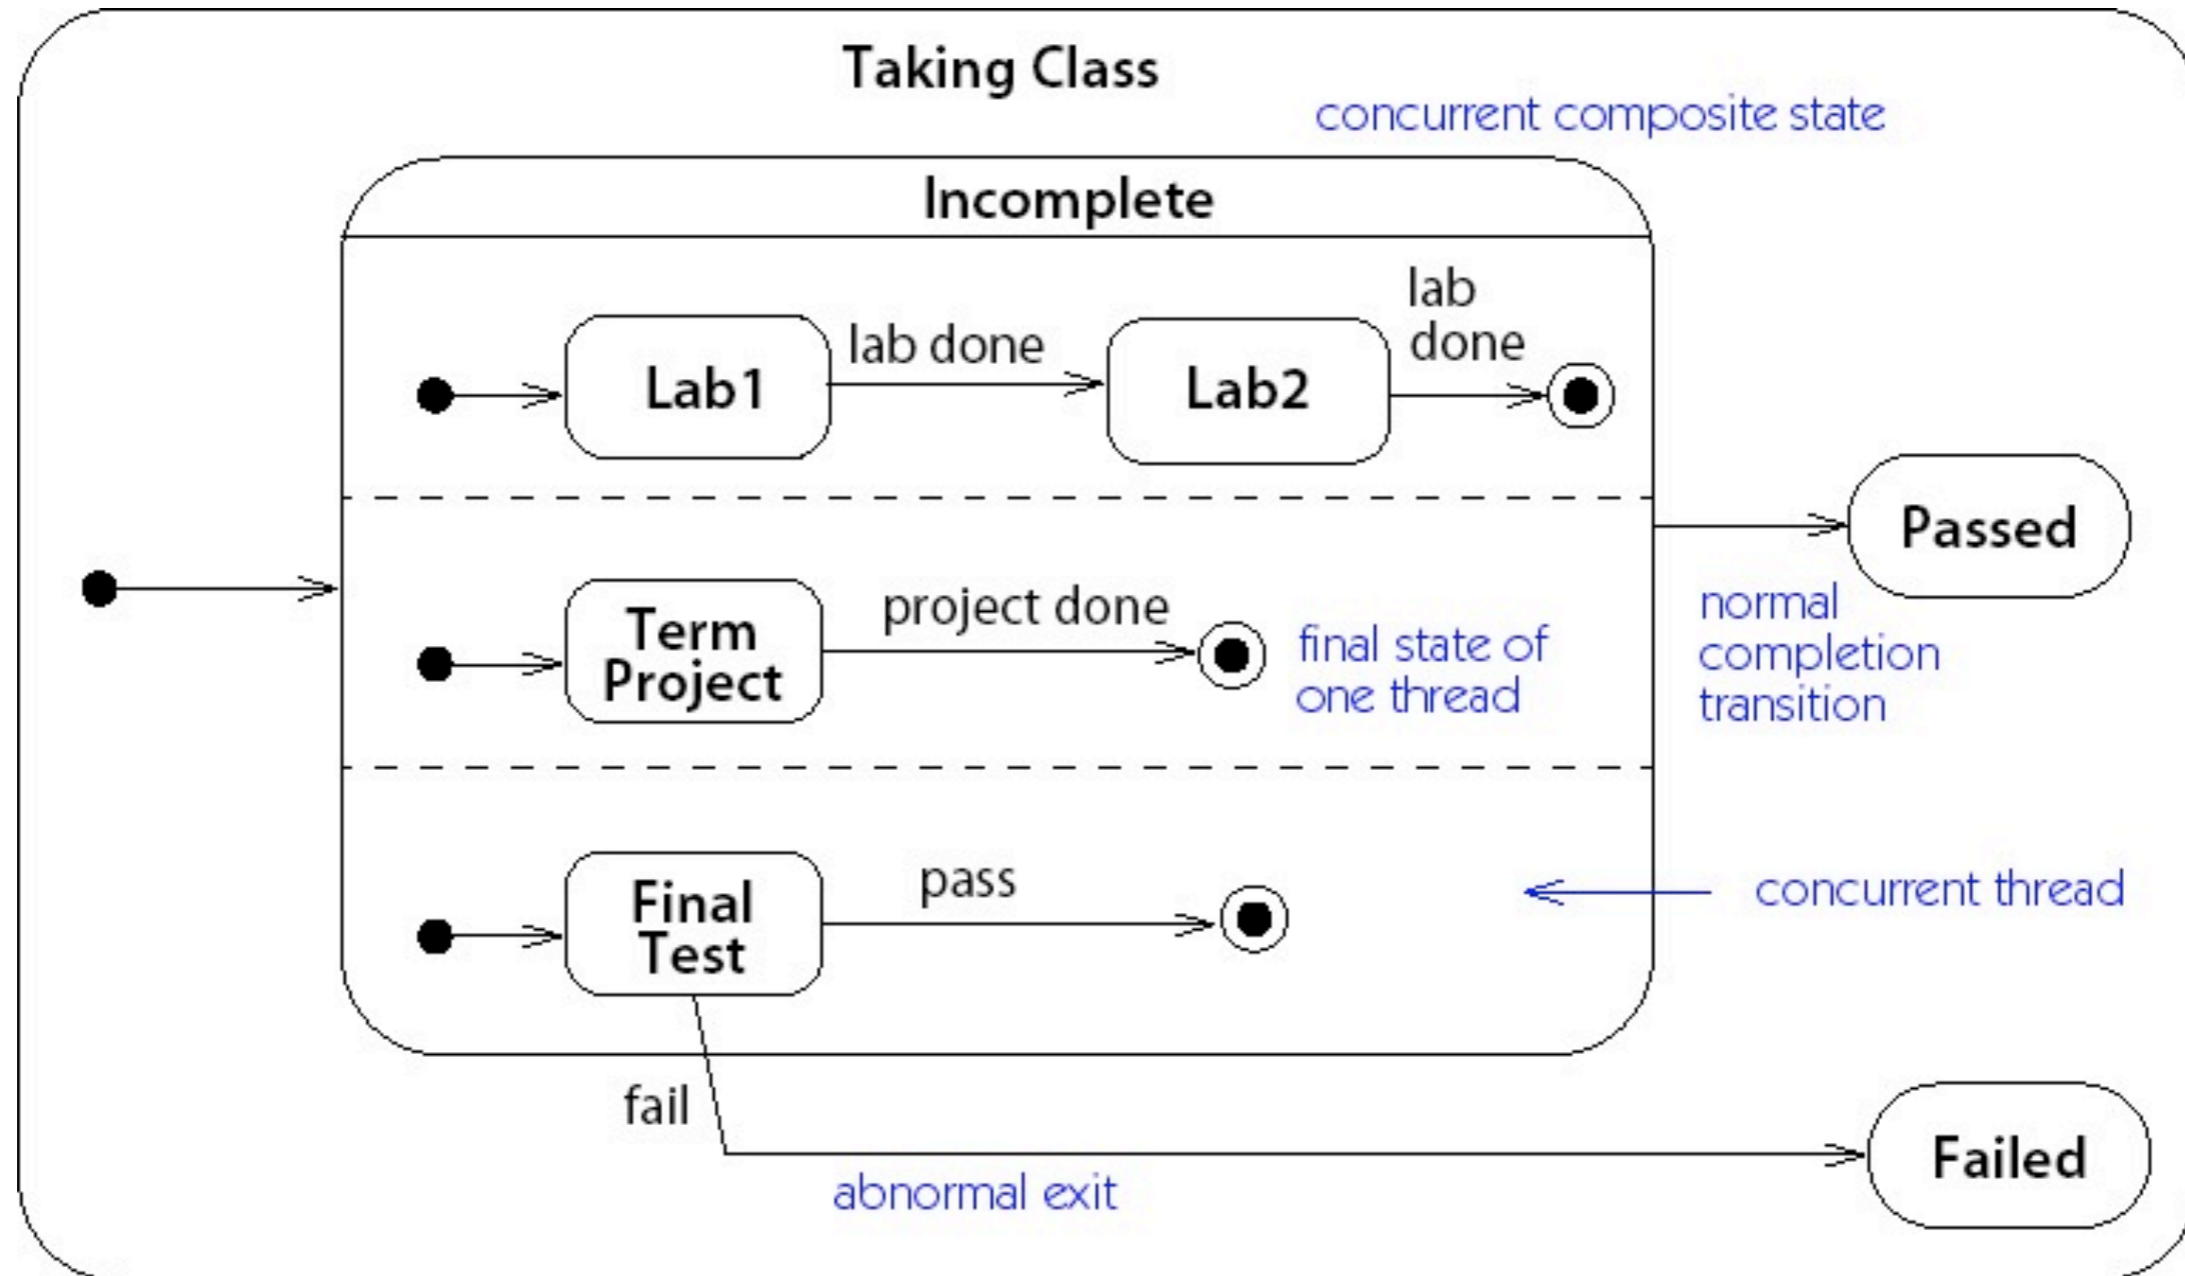 Taking Class
concurrent composite state
Incomplete
lab
done
lab done
Lab1
Lab2
Passed
project done
Term
Project
final state of
one thread
normal
completion
transition
pass
Final
Test
concurrent thread
fail
abnormal exit
Failed